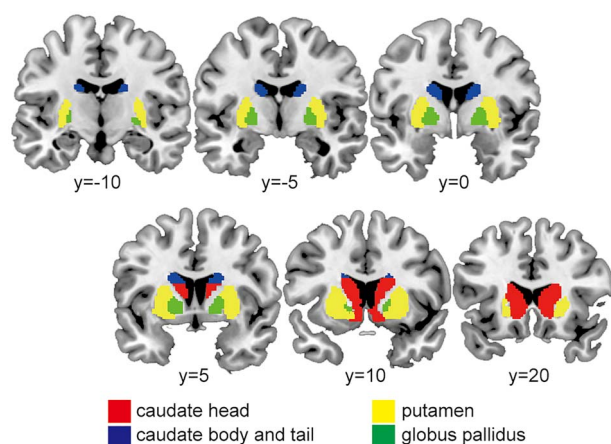 y=-10
y=-5
y=0
y=5
y=10
y=20
caudate head
putamen
caudate body and tail
globus pallidus